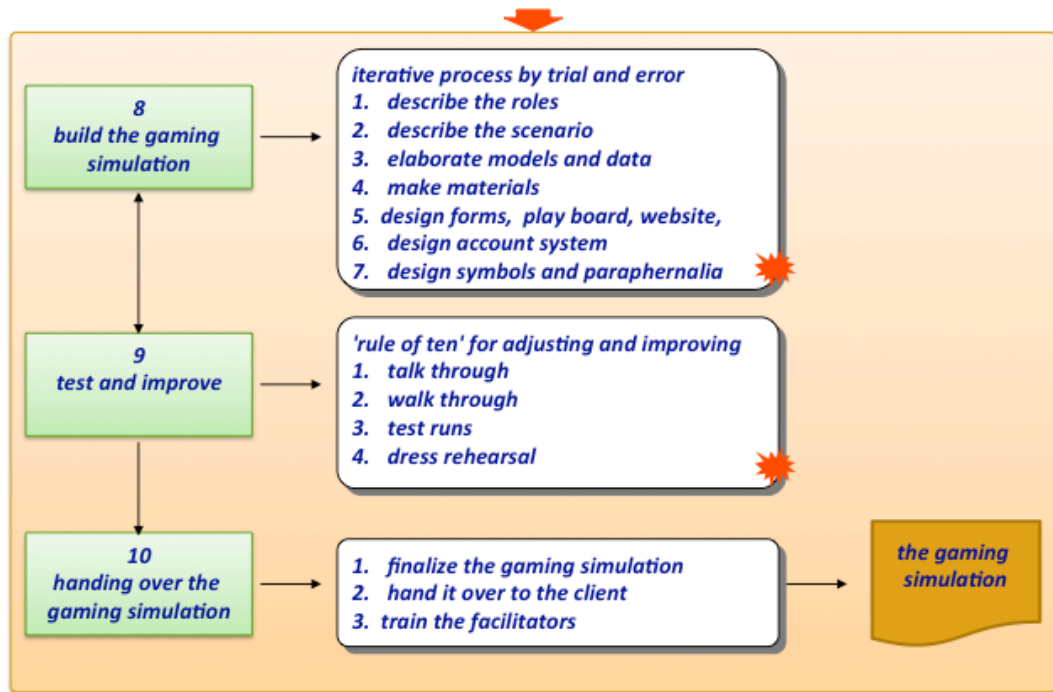 8
build the gaming
simulation
iterative process by trial and error
1. describe the roles
2. describe the scenario
3. elaborate models and data
4. make materials
5. design forms, play board, website,
6. design account system
7. design symbols and paraphernalia
9
test and improve
'rule of ten' for adjusting and improving
1. talk through
2. walk through
3. test runs
4. dress rehearsal
10
handing over the
gaming simulation
1. finalize the gaming simulation
2. hand it over to the client
3. train the facilitators
the gaming
simulation